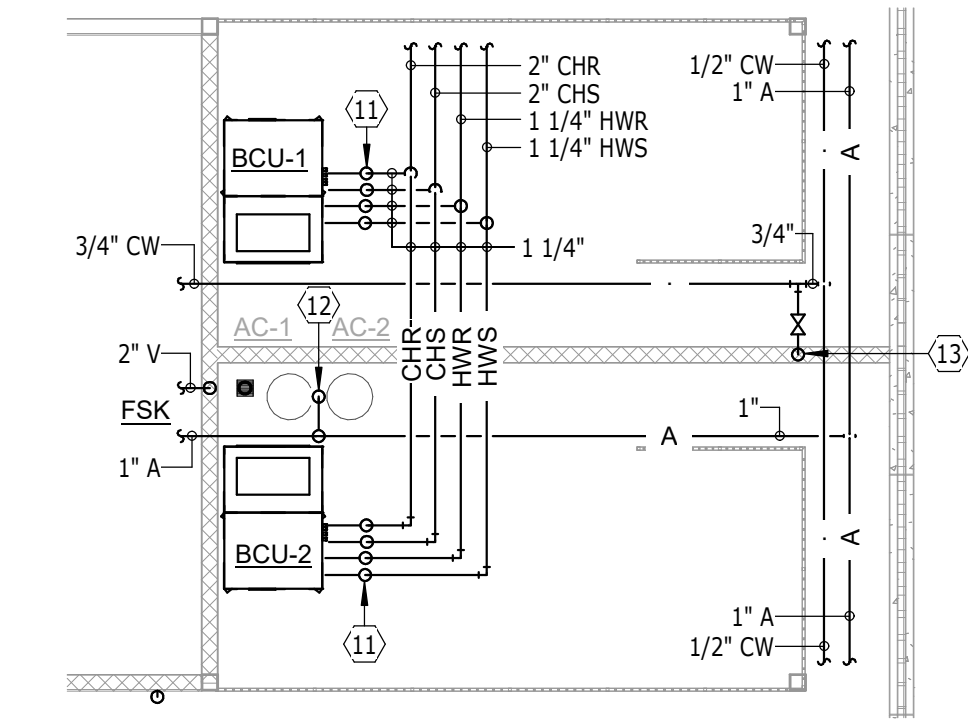 2" CHR
1/2" CW
2" CHS
1" A
11
1 1/4" HWR
1 1/4" HWS
BCU-1
A
3/4" CW
1 1/4"
3/4"
12
AC-1
AC-2
CHR
CHS
HWR
HWS
13
2" V
FSK
1"
A
1" A
BCU-2
A
11
1" A
1/2" CW